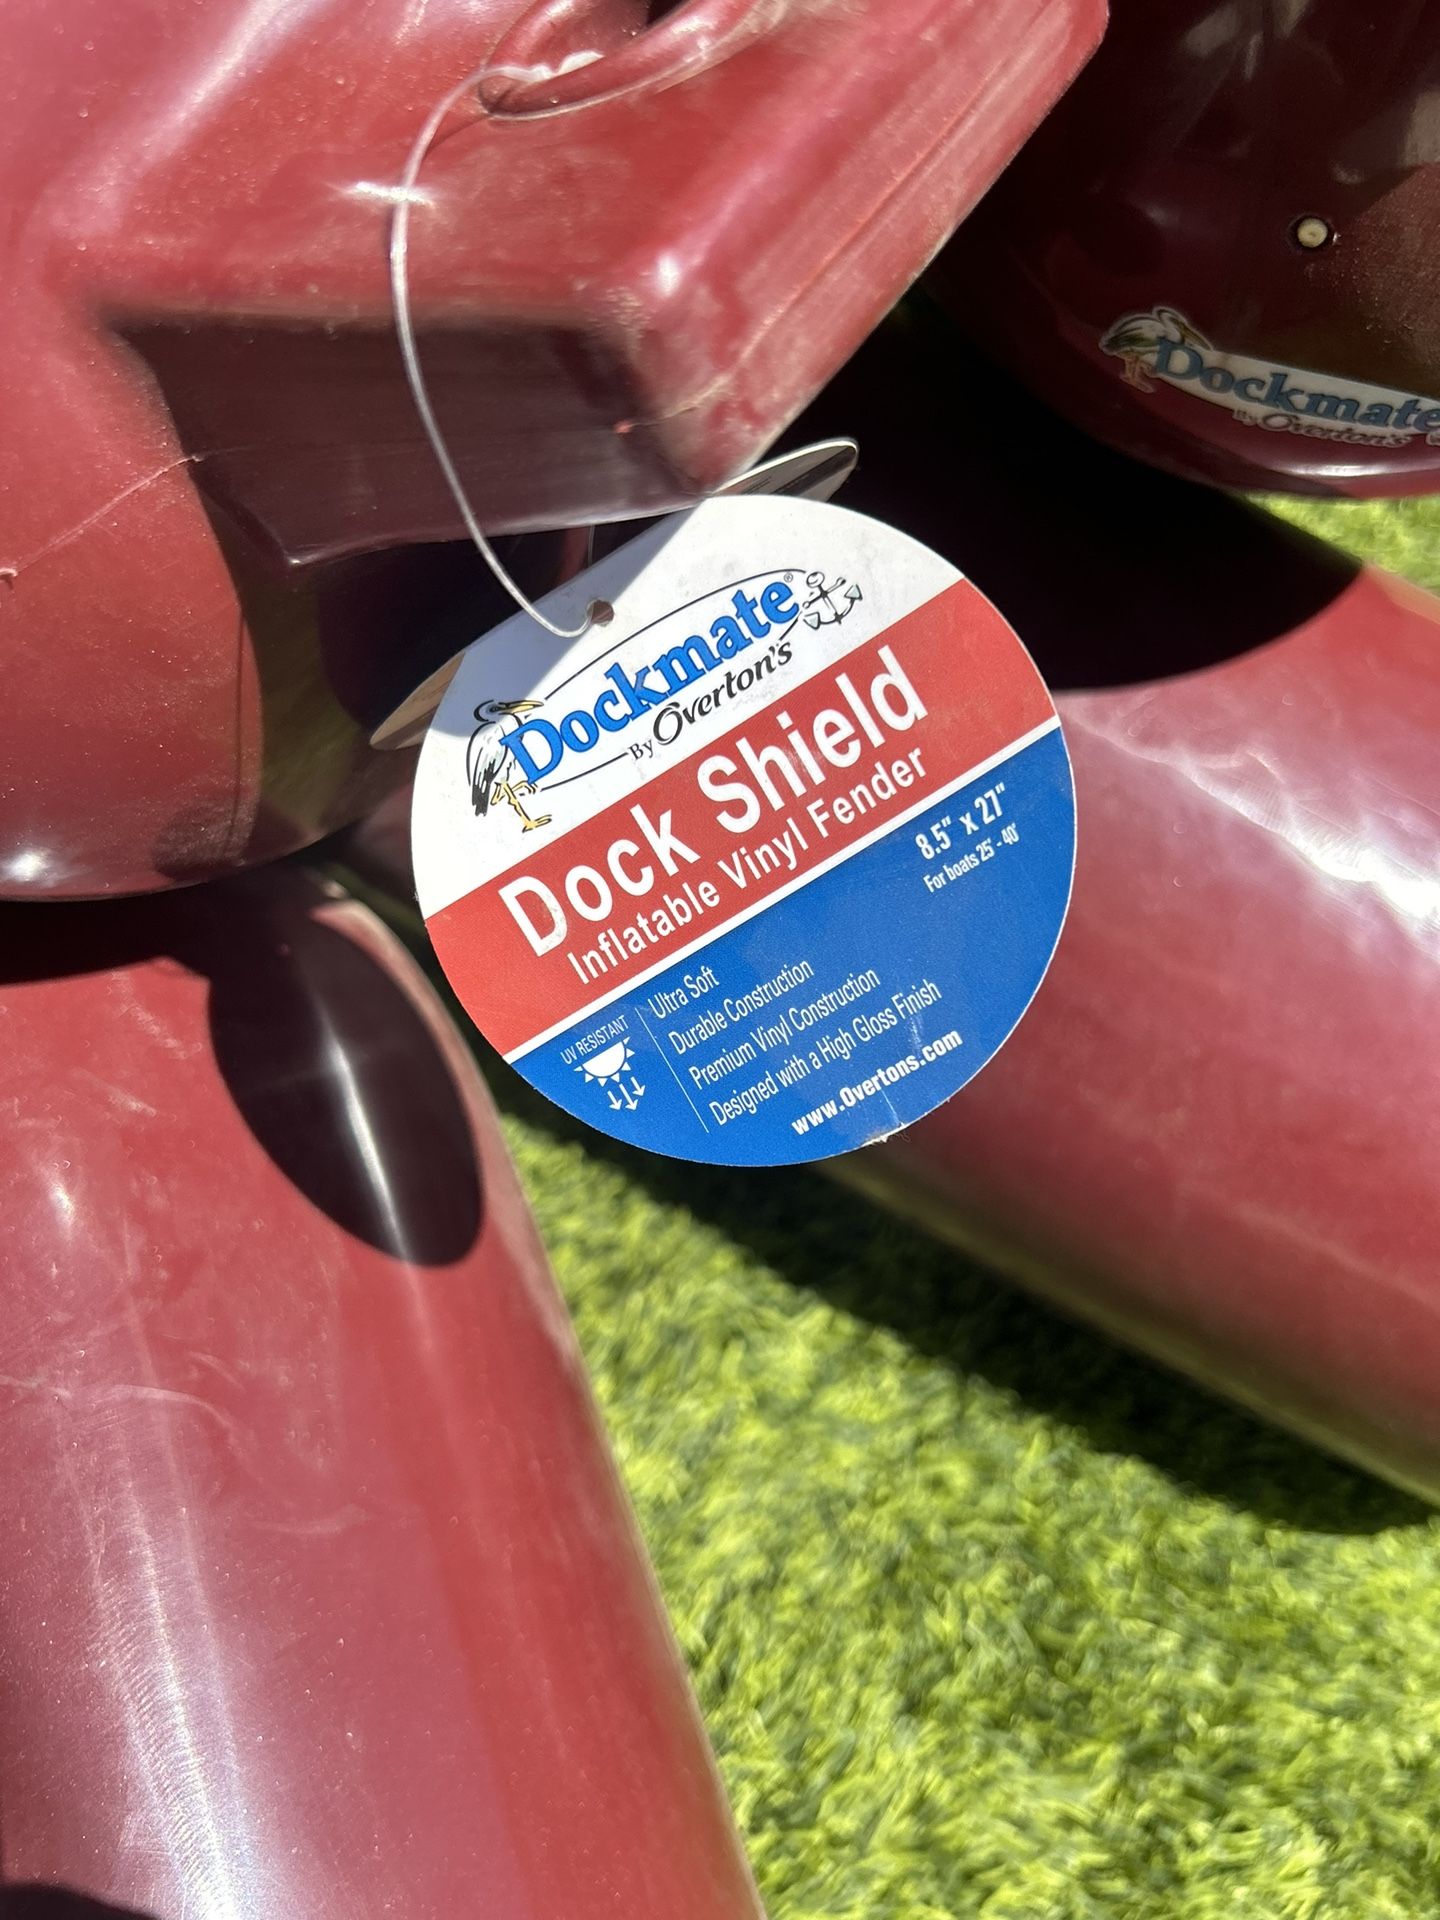 Dockmate®
By Overton's
Dock Shield
Inflatable Vinyl Fender
8.5" x 27"
For boats 25' - 40'
UV RESISTANT
Ultra Soft
Durable Construction
Premium Vinyl Construction
Designed with a High Gloss Finish
www.Overtons.com
Dockmate
By Overton's